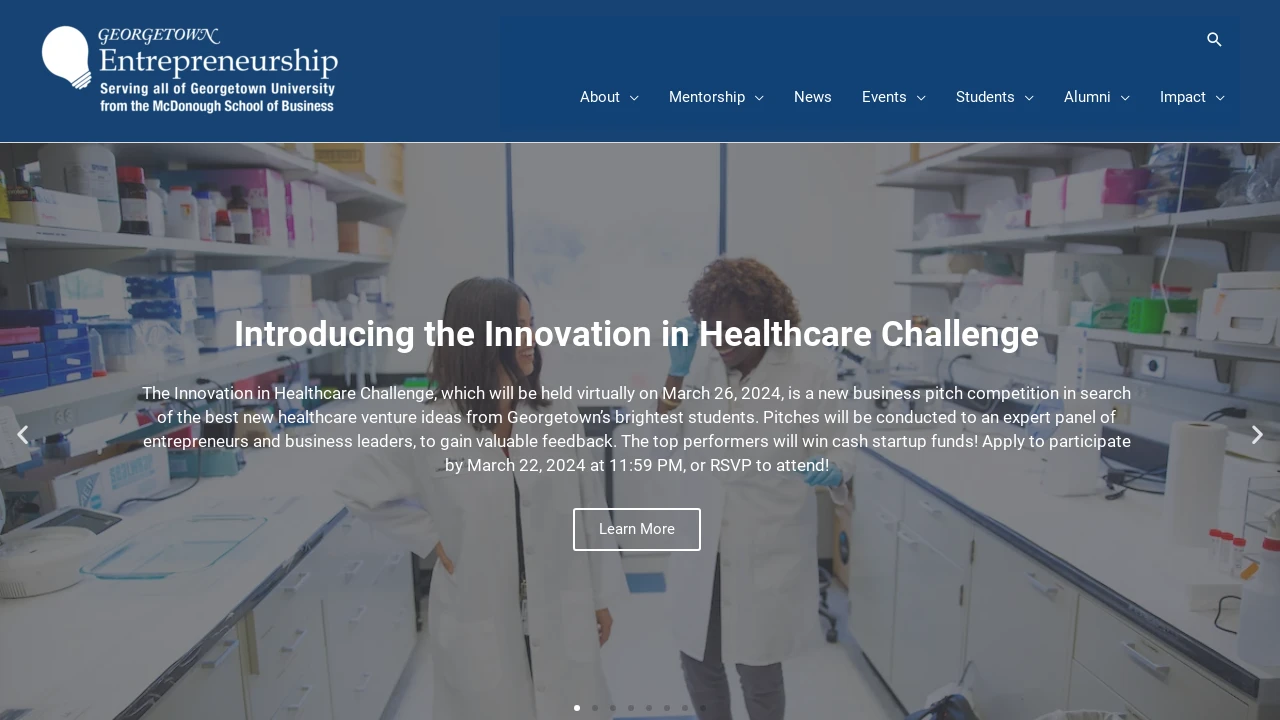 GEORGETOWN
Entrepreneurship
Serving all of Georgetown University
from the McDonough School of Business
About
Mentorship
News
Events
Students
Alumni
Impact
Introducing the Innovation in Healthcare Challenge
The Innovation in Healthcare Challenge, which will be held virtually on March 26, 2024, is a new business pitch competition in search
of the best new healthcare venture ideas from Georgetown’s brightest students. Pitches will be conducted to an expert panel of
entrepreneurs and business leaders, to gain valuable feedback. The top performers will win cash startup funds! Apply to participate
by March 22, 2024 at 11:59 PM, or RSVP to attend!
Learn More